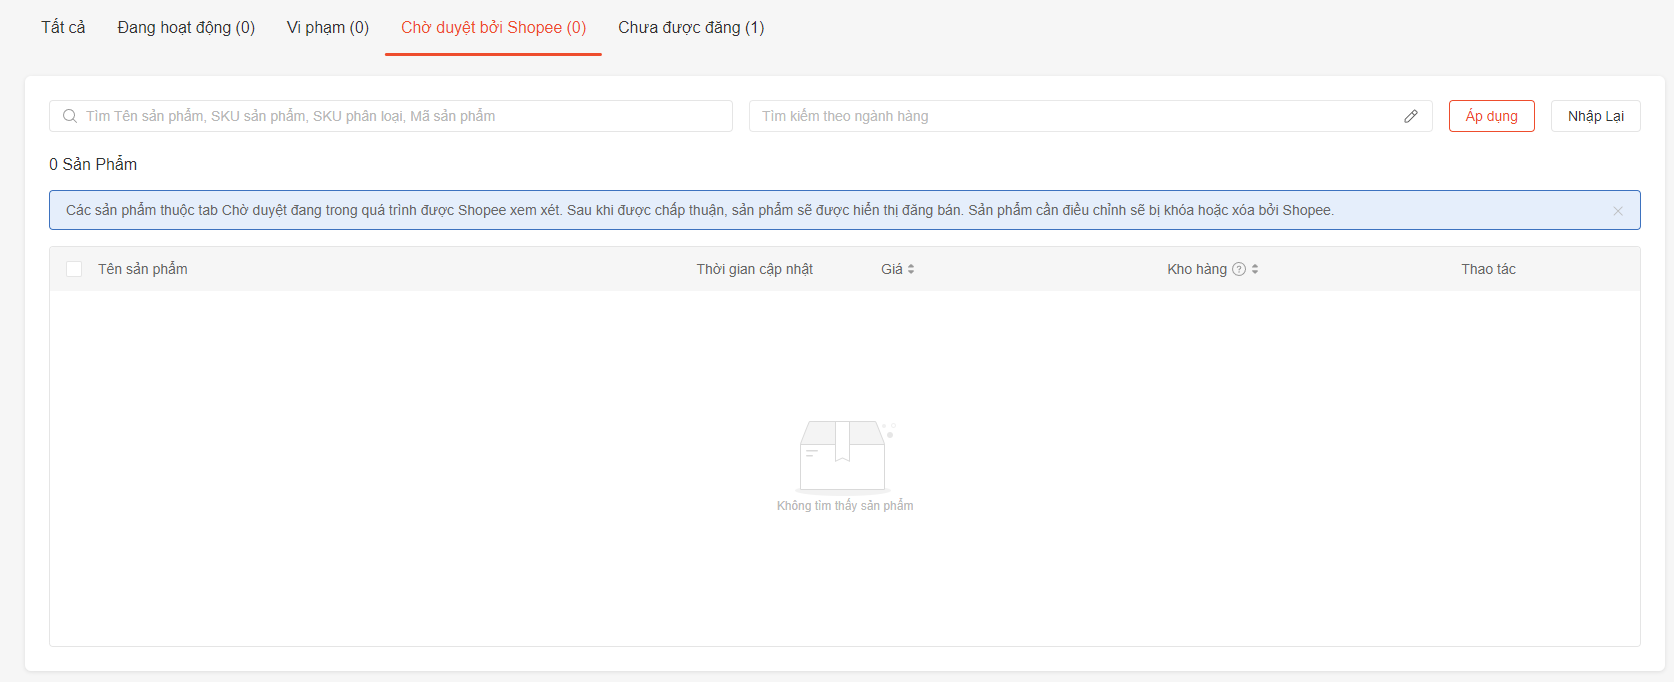 Tất cả Đang hoạt động (0) Vi phạm (0) Chờ duyệt bởi Shopee (0) Chưa được đăng (1)
Tìm Tên sản phẩm, SKU sản phẩm, SKU phân loại, Mã sản phẩm Tìm kiếm theo ngành hàng Áp dụng Nhập Lại
0 Sản Phẩm
Các sản phẩm thuộc tab Chờ duyệt đang trong quá trình được Shopee xem xét. Sau khi được chấp thuận, sản phẩm sẽ được hiển thị đăng bán. Sản phẩm cần điều chỉnh sẽ bị khóa hoặc xóa bởi Shopee.
Tên sản phẩm Thời gian cập nhật Giá Kho hàng ? Thao tác
Không tìm thấy sản phẩm